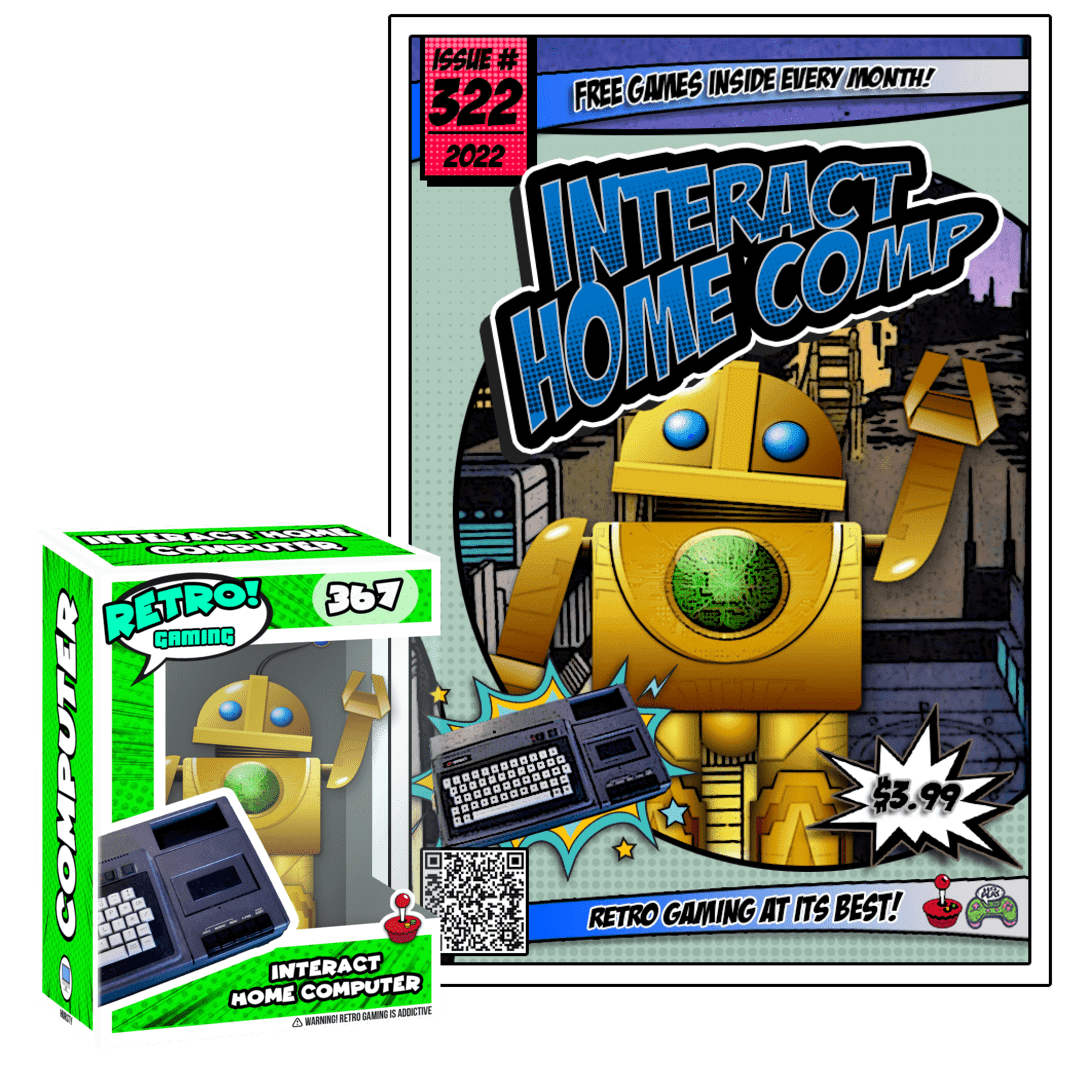 ISSUE #
322
2022
FREE GAMES INSIDE EVERY MONTH!
INTERACT
HOME COMP
$3.99
RETRO GAMING AT ITS BEST!
INTERACT HOME
COMPUTER
COMPUTER
RETRO!
GAMING
367
INTERACT
HOME COMPUTER
WARNING! RETRO GAMING IS ADDICTIVE